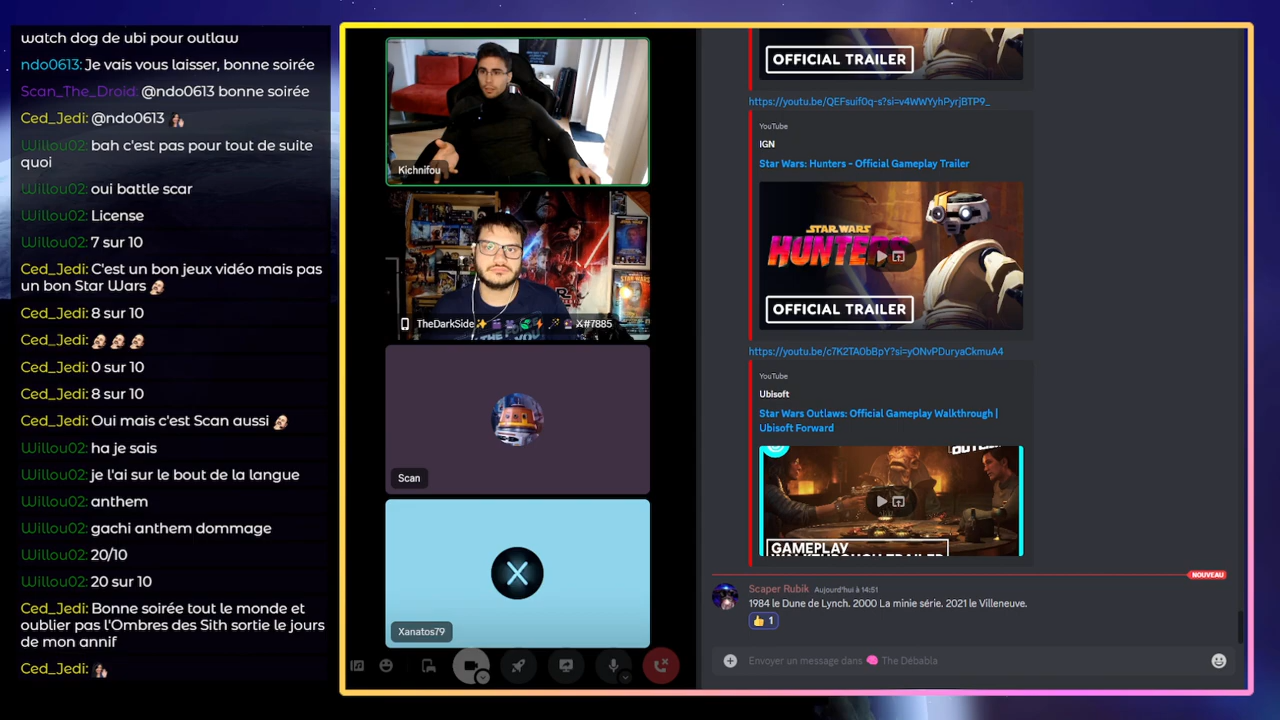 watch dog de ubi pour outlaw
ndo0613: Je vais vous laisser, bonne soirée
Scan_The_Droid: @ndo0613 bonne soirée
Ced_Jedi: @ndo0613
Willou02: bah c'est pas pour tout de suite
quoi
Willou02: oui battle scar
Willou02: License
Willou02: 7 sur 10
Ced_Jedi: C'est un bon jeux vidéo mais pas
un bon Star Wars
Ced_Jedi: 8 sur 10
Ced_Jedi:
Ced_Jedi: 0 sur 10
Ced_Jedi: 8 sur 10
Ced_Jedi: Oui mais c'est Scan aussi
Willou02: ha je sais
Willou02: je l'ai sur le bout de la langue
Willou02: anthem
Willou02: gachi anthem dommage
Willou02: 20/10
Willou02: 20 sur 10
Ced_Jedi: Bonne soirée tout le monde et
oublier pas l'Ombres des Sith sortie le jours
de mon annif
Ced_Jedi:
Kichnifou
TheDarkSide #7885
Scan
X
Xanatos79
OFFICIAL TRAILER
https://youtu.be/QEFsuif0q-s?si=v4WWYyhPyrjBTP9_
YouTube
IGN
Star Wars: Hunters - Official Gameplay Trailer
STAR WARS
HUNTERS
OFFICIAL TRAILER
https://youtu.be/c7K2TA0bBpY?si=yONvPDuryaCkmuA4
YouTube
Ubisoft
Star Wars Outlaws: Official Gameplay Walkthrough |
Ubisoft Forward
GAMEPLAY
WALKTHROUGH TRAILER
NOUVEAU
Scaper Rubik Aujourd'hui à 14:51
1984 le Dune de Lynch. 2000 La minie série. 2021 le Villeneuve.
👍 1
Envoyer un message dans 🧠 The Débabla